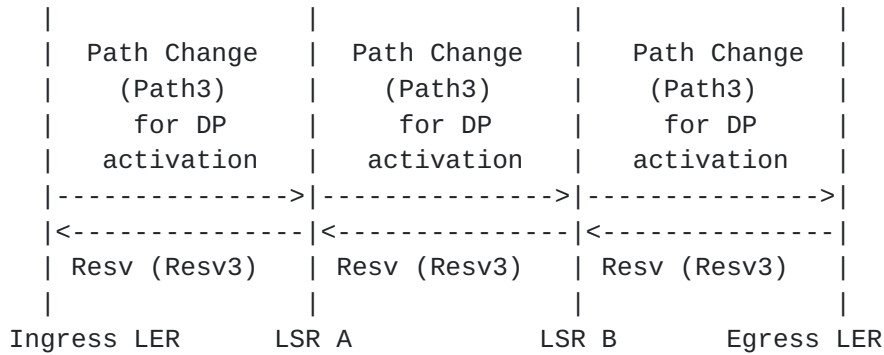 |               |               |               |
|  Path Change  |  Path Change  |   Path Change |
|    (Path3)    |    (Path3)    |    (Path3)    |
|     for DP    |     for DP    |     for DP    |
|   activation  |   activation  |   activation  |
|-------------->|-------------->|-------------->|
|<--------------|<--------------|<--------------|
| Resv (Resv3)  | Resv (Resv3)  | Resv (Resv3)  |
|               |               |               |
Ingress LER     LSR A           LSR B      Egress LER